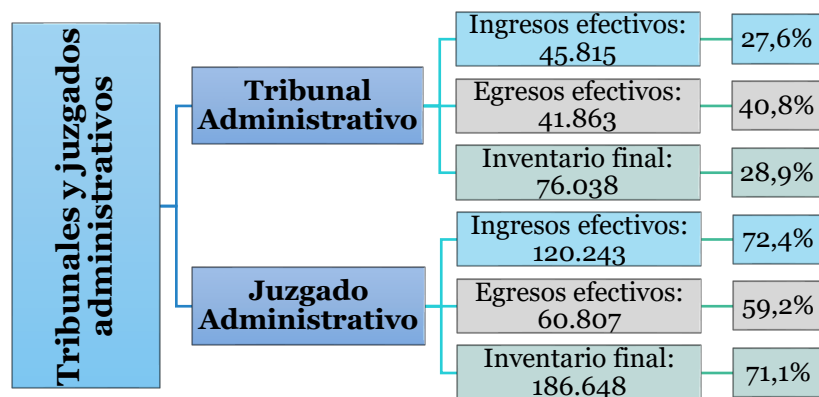 Tribunales y juzgados
administrativos
Tribunal
Administrativo
Ingresos efectivos:
45.815
27,6%
Egresos efectivos:
41.863
40,8%
Inventario final:
76.038
28,9%
Juzgado
Administrativo
Ingresos efectivos:
120.243
72,4%
Egresos efectivos:
60.807
59,2%
Inventario final:
186.648
71,1%